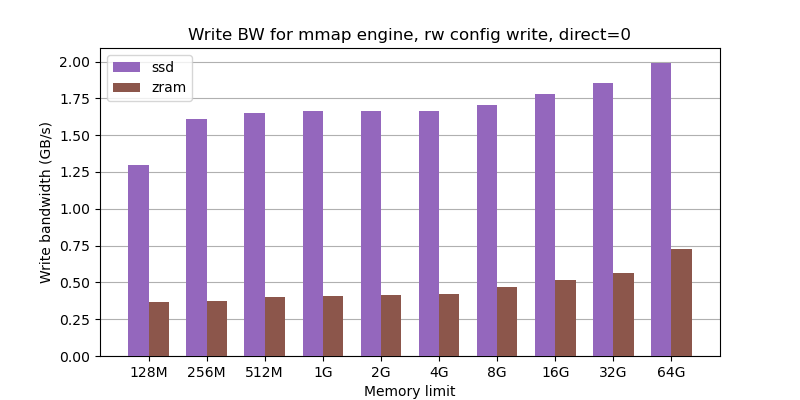 Write BW for mmap engine, rw config write, direct=0
ssd
zram
2.00
1.75
1.50
1.25
1.00
0.75
0.50
0.25
0.00
Write bandwidth (GB/s)
128M 256M 512M 1G 2G 4G 8G 16G 32G 64G
Memory limit